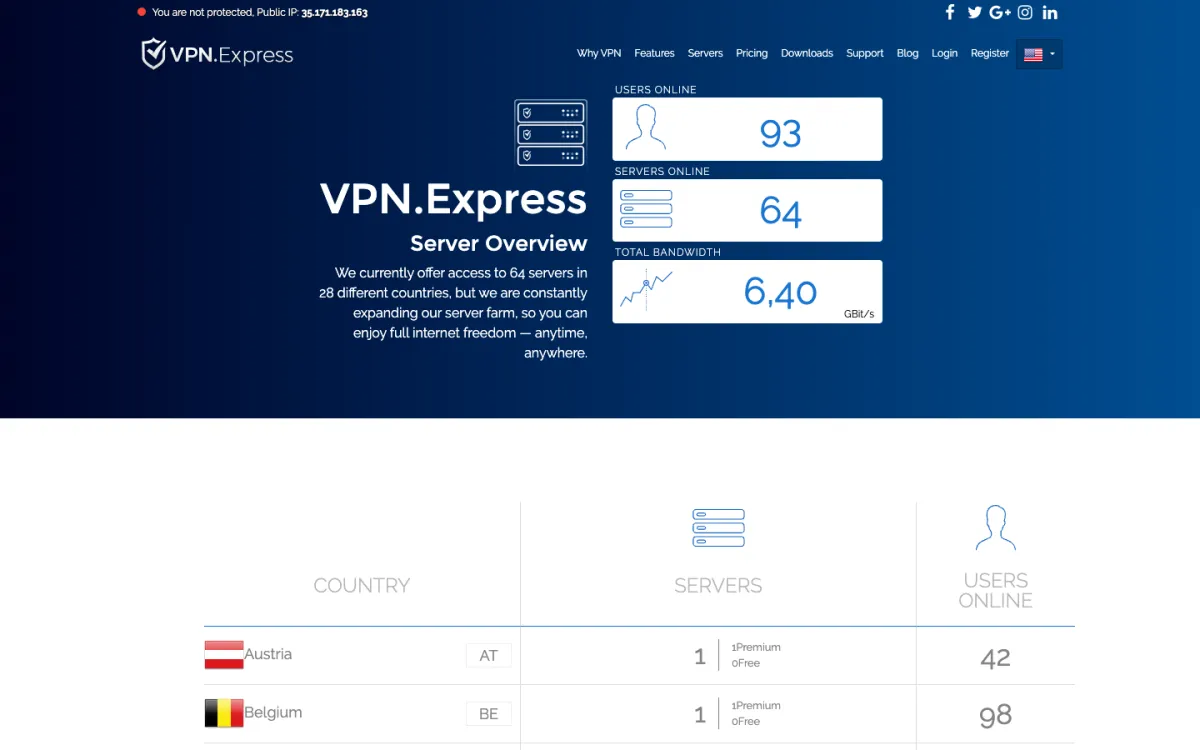 You are not protected, Public IP: 35.171.183.163
VPN.Express
Why VPN Features Servers Pricing Downloads Support Blog Login Register
VPN.Express
Server Overview
We currently offer access to 64 servers in
28 different countries, but we are constantly
expanding our server farm, so you can
enjoy full internet freedom — anytime,
anywhere.
USERS ONLINE
93
SERVERS ONLINE
64
TOTAL BANDWIDTH
6,40
GBit/s
COUNTRY
SERVERS
USERS
ONLINE
Austria
AT
1
1Premium
0Free
42
Belgium
BE
1
1Premium
0Free
98